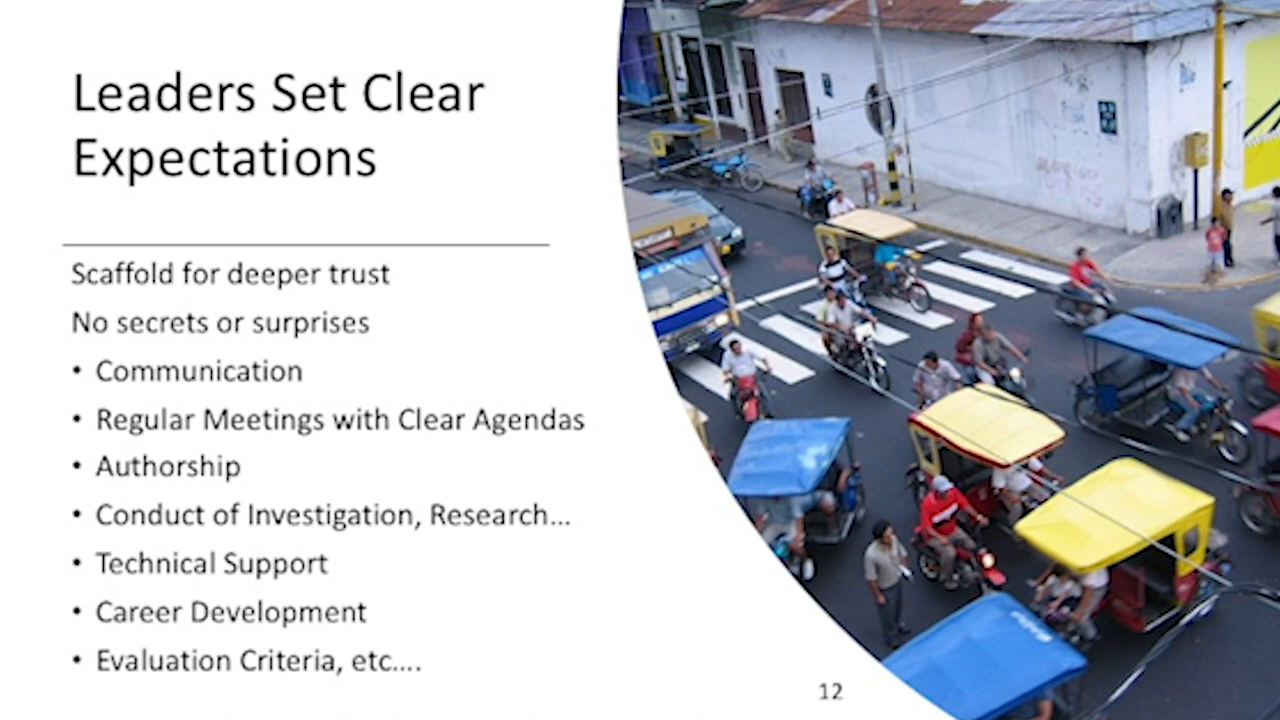 Leaders Set Clear
Expectations
Scaffold for deeper trust
No secrets or surprises
• Communication
• Regular Meetings with Clear Agendas
• Authorship
• Conduct of Investigation, Research...
• Technical Support
• Career Development
• Evaluation Criteria, etc....
12